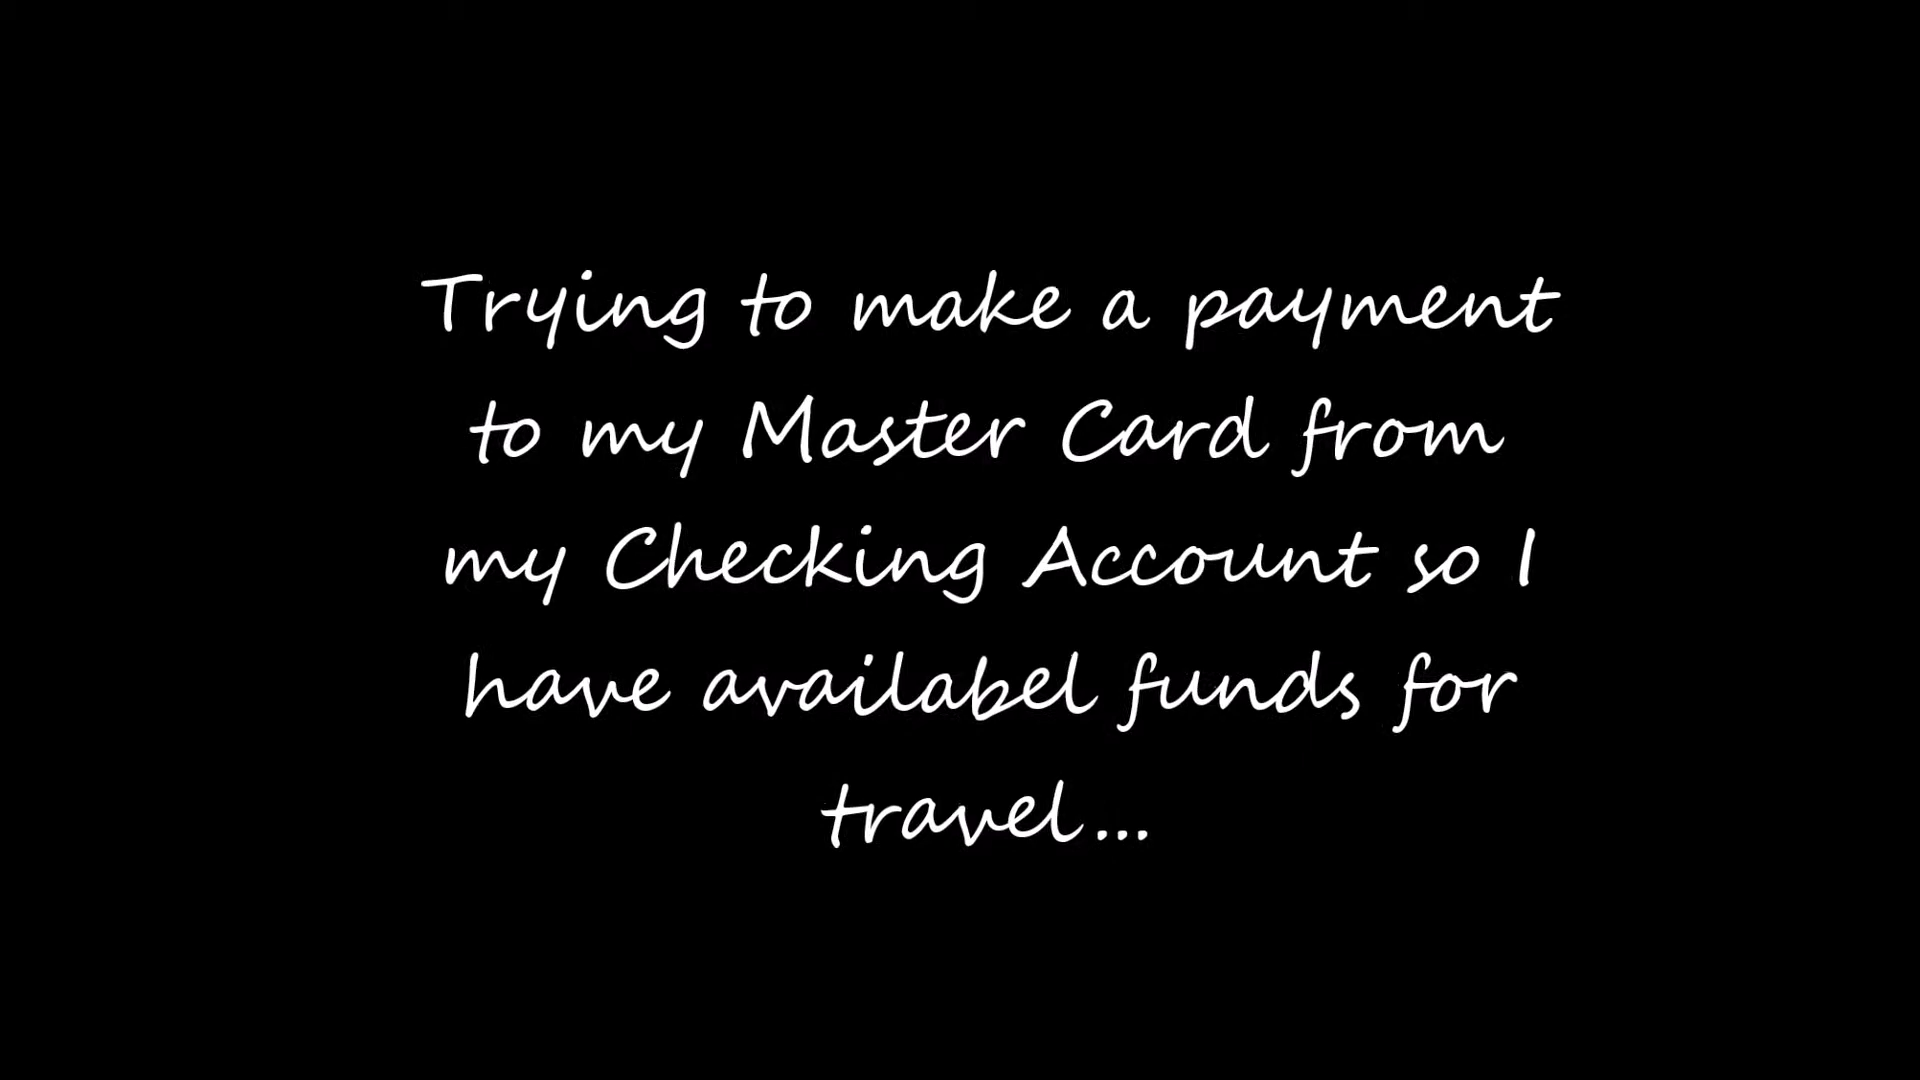 Trying to make a payment
to my Master Card from
my Checking Account so I
have availabel funds for
travel...